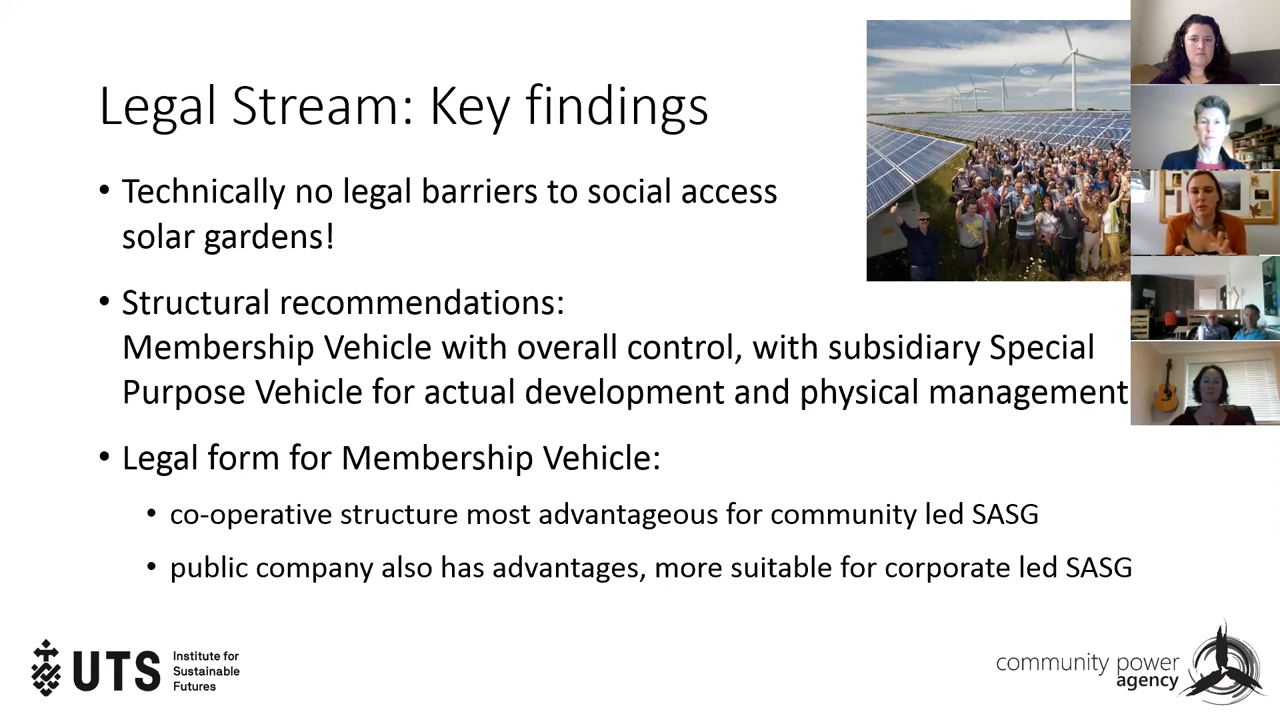 Legal Stream: Key findings
• Technically no legal barriers to social access
solar gardens!
• Structural recommendations:
Membership Vehicle with overall control, with subsidiary Special
Purpose Vehicle for actual development and physical management
• Legal form for Membership Vehicle:
• co-operative structure most advantageous for community led SASG
• public company also has advantages, more suitable for corporate led SASG
UTS
Institute for
Sustainable
Futures
community power
agency